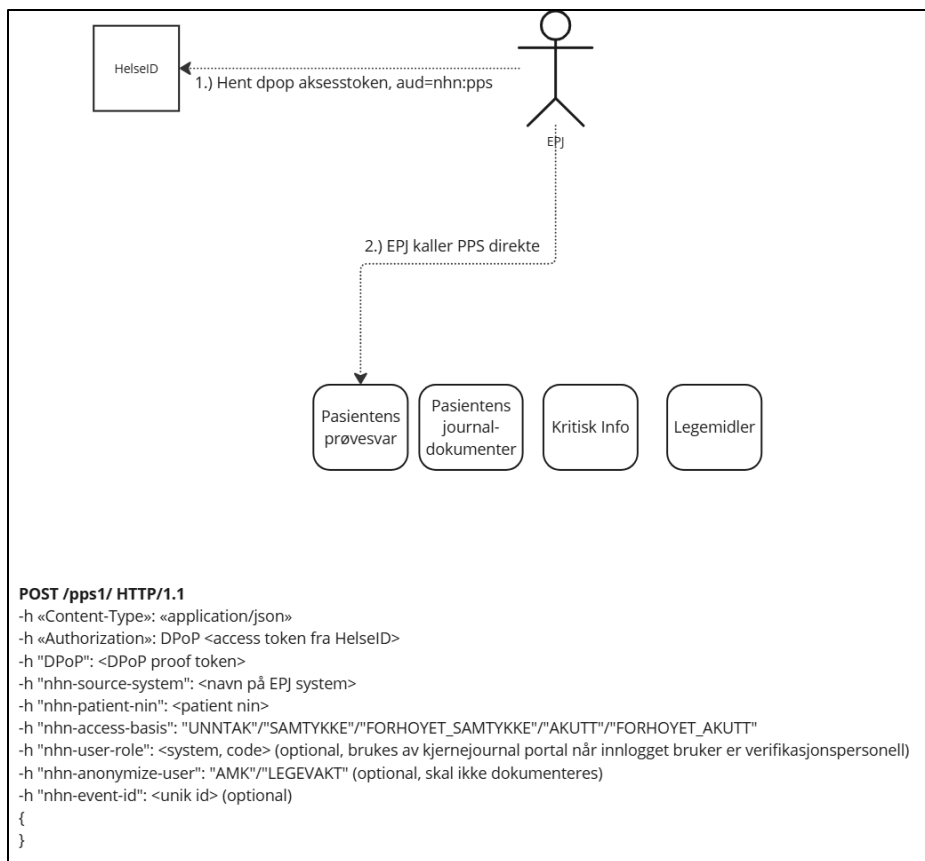 HelseID
1.) Hent dpop aksesstoken, aud=nhn:pps
EPJ
2.) EPJ kaller PPS direkte
Pasientens
prøvesvar
Pasientens
journal-
dokumenter
Kritisk Info
Legemidler
POST /pps1/ HTTP/1.1
-h «Content-Type»: «application/json»
-h «Authorization»: DPoP <access token fra HelseID>
-h "DPoP": <DPoP proof token>
-h "nhn-source-system": <navn på EPJ system>
-h "nhn-patient-nin": <patient nin>
-h "nhn-access-basis": "UNNTAK"/"SAMTYKKE"/"FORHOYET_SAMTYKKE"/"AKUTT"/"FORHOYET_AKUTT"
-h "nhn-user-role": <system, code> (optional, brukes av kjernejournal portal når innlogget bruker er verifikasjonspersonell)
-h "nhn-anonymize-user": "AMK"/"LEGEVAKT" (optional, skal ikke dokumenteres)
-h "nhn-event-id": <unik id> (optional)
{
}